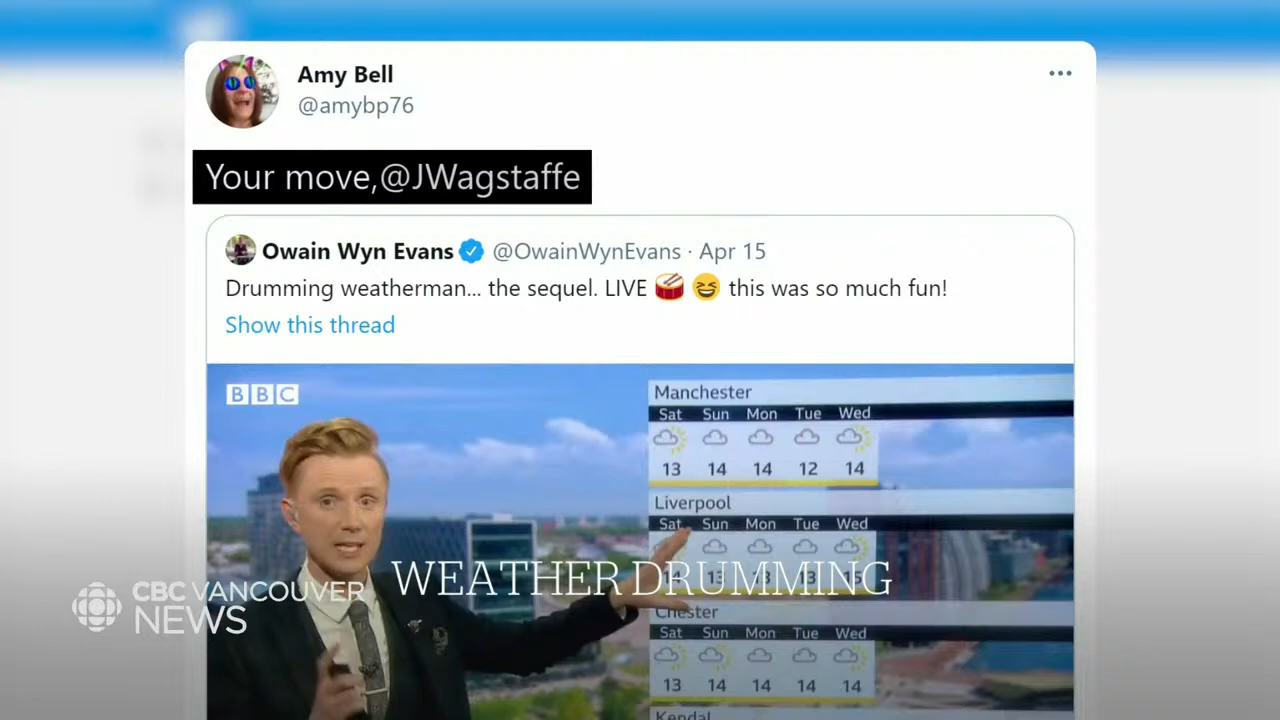 Amy Bell
@amybp76
Your move,@JWagstaffe
Owain Wyn Evans @OwainWynEvans · Apr 15
Drumming weatherman... the sequel. LIVE 🥁 😆 this was so much fun!
Show this thread
BBC
Manchester
Sat Sun Mon Tue Wed
13 14 14 12 14
Liverpool
Sat Sun Mon Tue Wed
WEATHER DRUMMING
CBC VANCOUVER
NEWS
Chester
Sat Sun Mon Tue Wed
13 14 14 14 14
Kendal